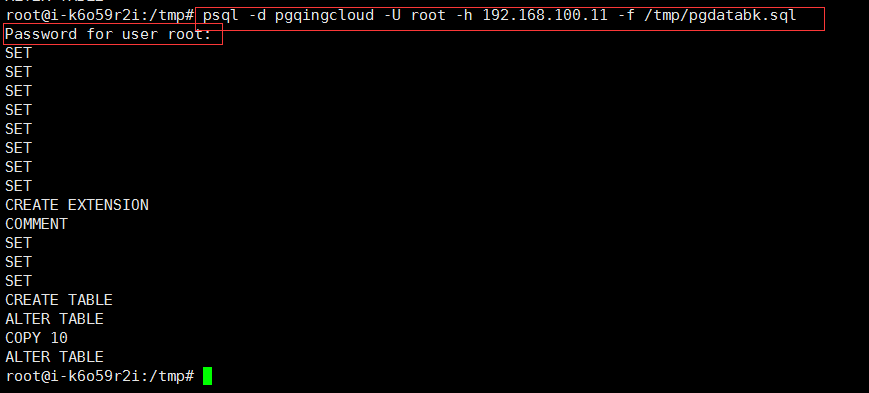 root@i-k6o59r2i:/tmp# psql -d pgqingcloud -U root -h 192.168.100.11 -f /tmp/pgdatabk.sql
Password for user root:
SET
SET
SET
SET
SET
SET
SET
SET
CREATE EXTENSION
COMMENT
SET
SET
SET
CREATE TABLE
ALTER TABLE
COPY 10
ALTER TABLE
root@i-k6o59r2i:/tmp#